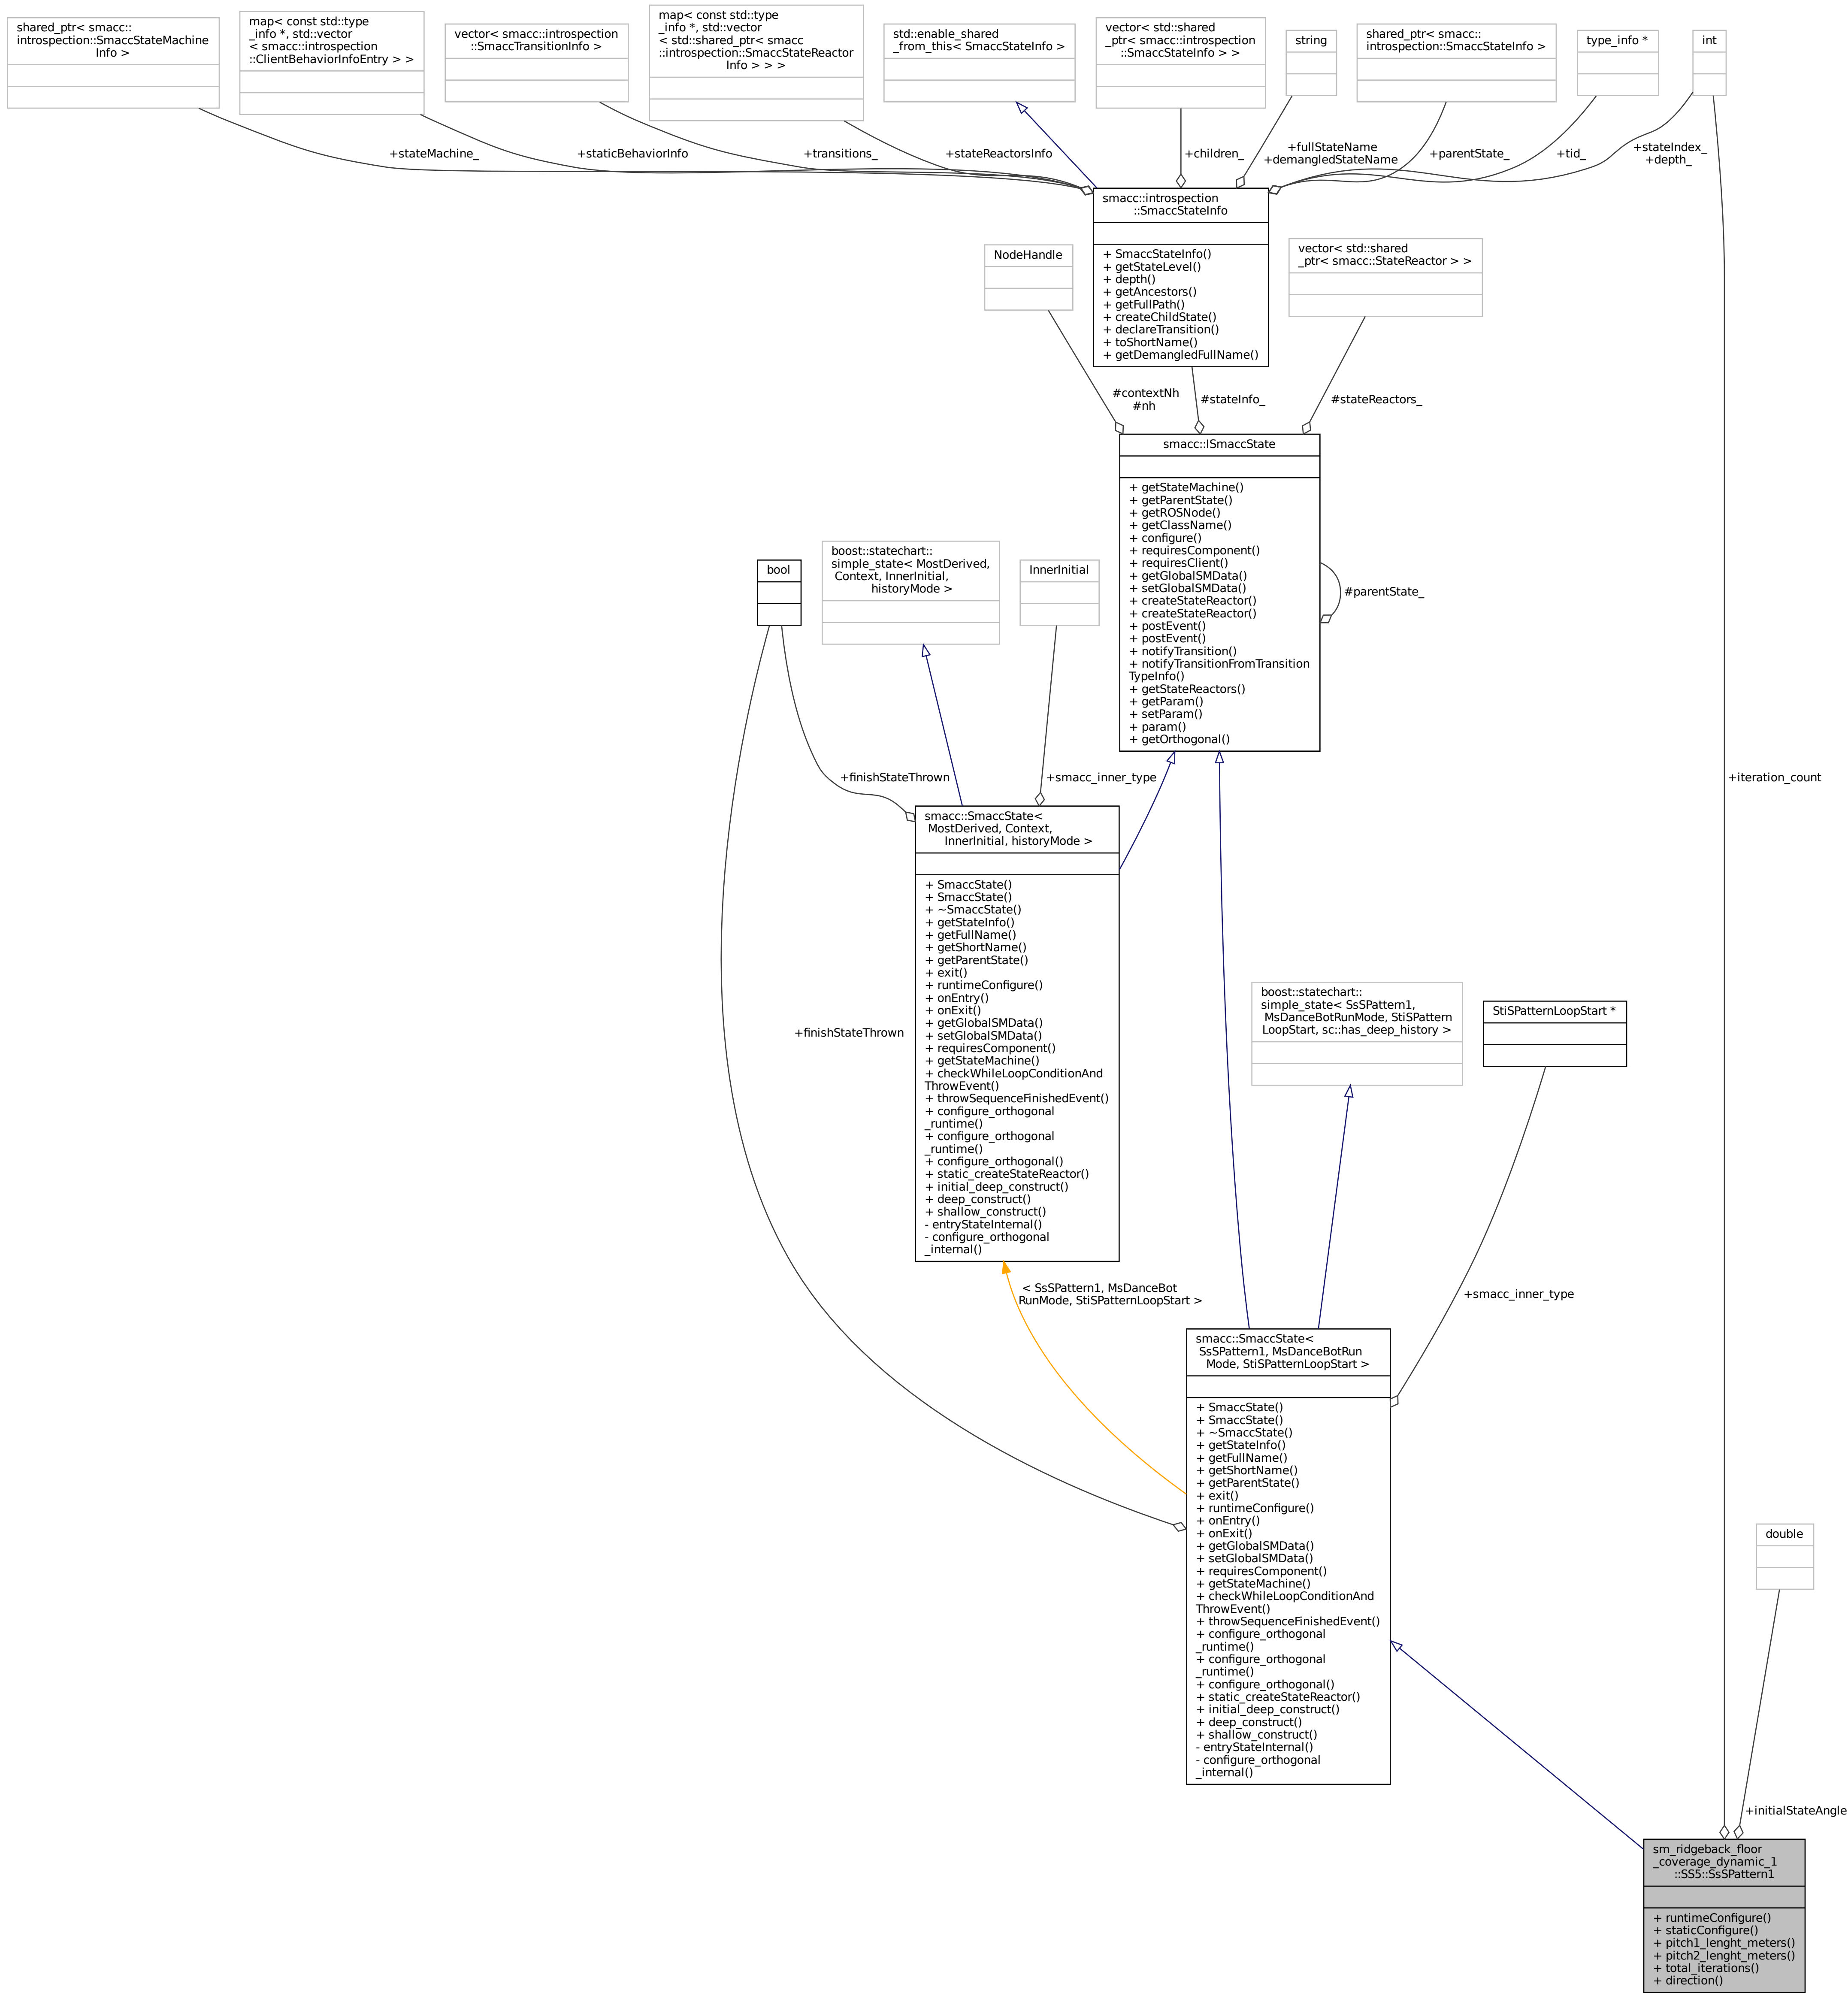 shared_ptr< smacc::
introspection::SmaccStateMachine
Info >
map< const std::type
_info *, std::vector
< smacc::introspection
::ClientBehaviorInfoEntry > >
vector< smacc::introspection
::SmaccTransitionInfo >
map< const std::type
_info *, std::vector
< std::shared_ptr< smacc
::introspection::SmaccStateReactor
Info > > >
std::enable_shared
_from_this< SmaccStateInfo >
vector< std::shared
_ptr< smacc::introspection
::SmaccStateInfo > >
string
shared_ptr< smacc::
introspection::SmaccStateInfo >
type_info *
int
+stateMachine_
+staticBehaviorInfo
+transitions_
+stateReactorsInfo
+children_
+fullStateName
+demangledStateName
+parentState_
+tid_
+stateIndex_
+depth_
smacc::introspection
::SmaccStateInfo
+ SmaccStateInfo()
+ getStateLevel()
+ depth()
+ getAncestors()
+ getFullPath()
+ createChildState()
+ declareTransition()
+ toShortName()
+ getDemangledFullName()
NodeHandle
vector< std::shared
_ptr< smacc::StateReactor > >
#contextNh
#nh
#stateInfo_
#stateReactors_
smacc::ISmaccState
+ getStateMachine()
+ getParentState()
+ getROSNode()
+ getClassName()
+ configure()
+ requiresComponent()
+ requiresClient()
+ getGlobalSMData()
+ setGlobalSMData()
+ createStateReactor()
+ createStateReactor()
+ postEvent()
+ postEvent()
+ notifyTransition()
+ notifyTransitionFromTransition
TypeInfo()
+ getStateReactors()
+ getParam()
+ setParam()
+ param()
+ getOrthogonal()
#parentState_
bool
boost::statechart::
simple_state< MostDerived,
Context, InnerInitial,
historyMode >
InnerInitial
+finishStateThrown
+smacc_inner_type
+iteration_count
smacc::SmaccState<
MostDerived, Context,
InnerInitial, historyMode >
+ SmaccState()
+ SmaccState()
+ ~SmaccState()
+ getStateInfo()
+ getFullName()
+ getShortName()
+ getParentState()
+ exit()
+ runtimeConfigure()
+ onEntry()
+ onExit()
+ getGlobalSMData()
+ setGlobalSMData()
+ requiresComponent()
+ getStateMachine()
+ checkWhileLoopConditionAnd
ThrowEvent()
+ throwSequenceFinishedEvent()
+ configure_orthogonal
_runtime()
+ configure_orthogonal
_runtime()
+ configure_orthogonal()
+ static_createStateReactor()
+ initial_deep_construct()
+ deep_construct()
+ shallow_construct()
- entryStateInternal()
- configure_orthogonal
_internal()
+finishStateThrown
boost::statechart::
simple_state< SsSPattern1,
MsDanceBotRunMode, StiSPattern
LoopStart, sc::has_deep_history >
StiSPatternLoopStart *
< SsSPattern1, MsDanceBot
RunMode, StiSPatternLoopStart >
+smacc_inner_type
smacc::SmaccState<
SsSPattern1, MsDanceBotRun
Mode, StiSPatternLoopStart >
+ SmaccState()
+ SmaccState()
+ ~SmaccState()
+ getStateInfo()
+ getFullName()
+ getShortName()
+ getParentState()
+ exit()
+ runtimeConfigure()
+ onEntry()
+ onExit()
+ getGlobalSMData()
+ setGlobalSMData()
+ requiresComponent()
+ getStateMachine()
+ checkWhileLoopConditionAnd
ThrowEvent()
+ throwSequenceFinishedEvent()
+ configure_orthogonal
_runtime()
+ configure_orthogonal
_runtime()
+ configure_orthogonal()
+ static_createStateReactor()
+ initial_deep_construct()
+ deep_construct()
+ shallow_construct()
- entryStateInternal()
- configure_orthogonal
_internal()
double
+initialStateAngle
sm_ridgeback_floor
_coverage_dynamic_1
::SS5::SsSPattern1
+ runtimeConfigure()
+ staticConfigure()
+ pitch1_lenght_meters()
+ pitch2_lenght_meters()
+ total_iterations()
+ direction()